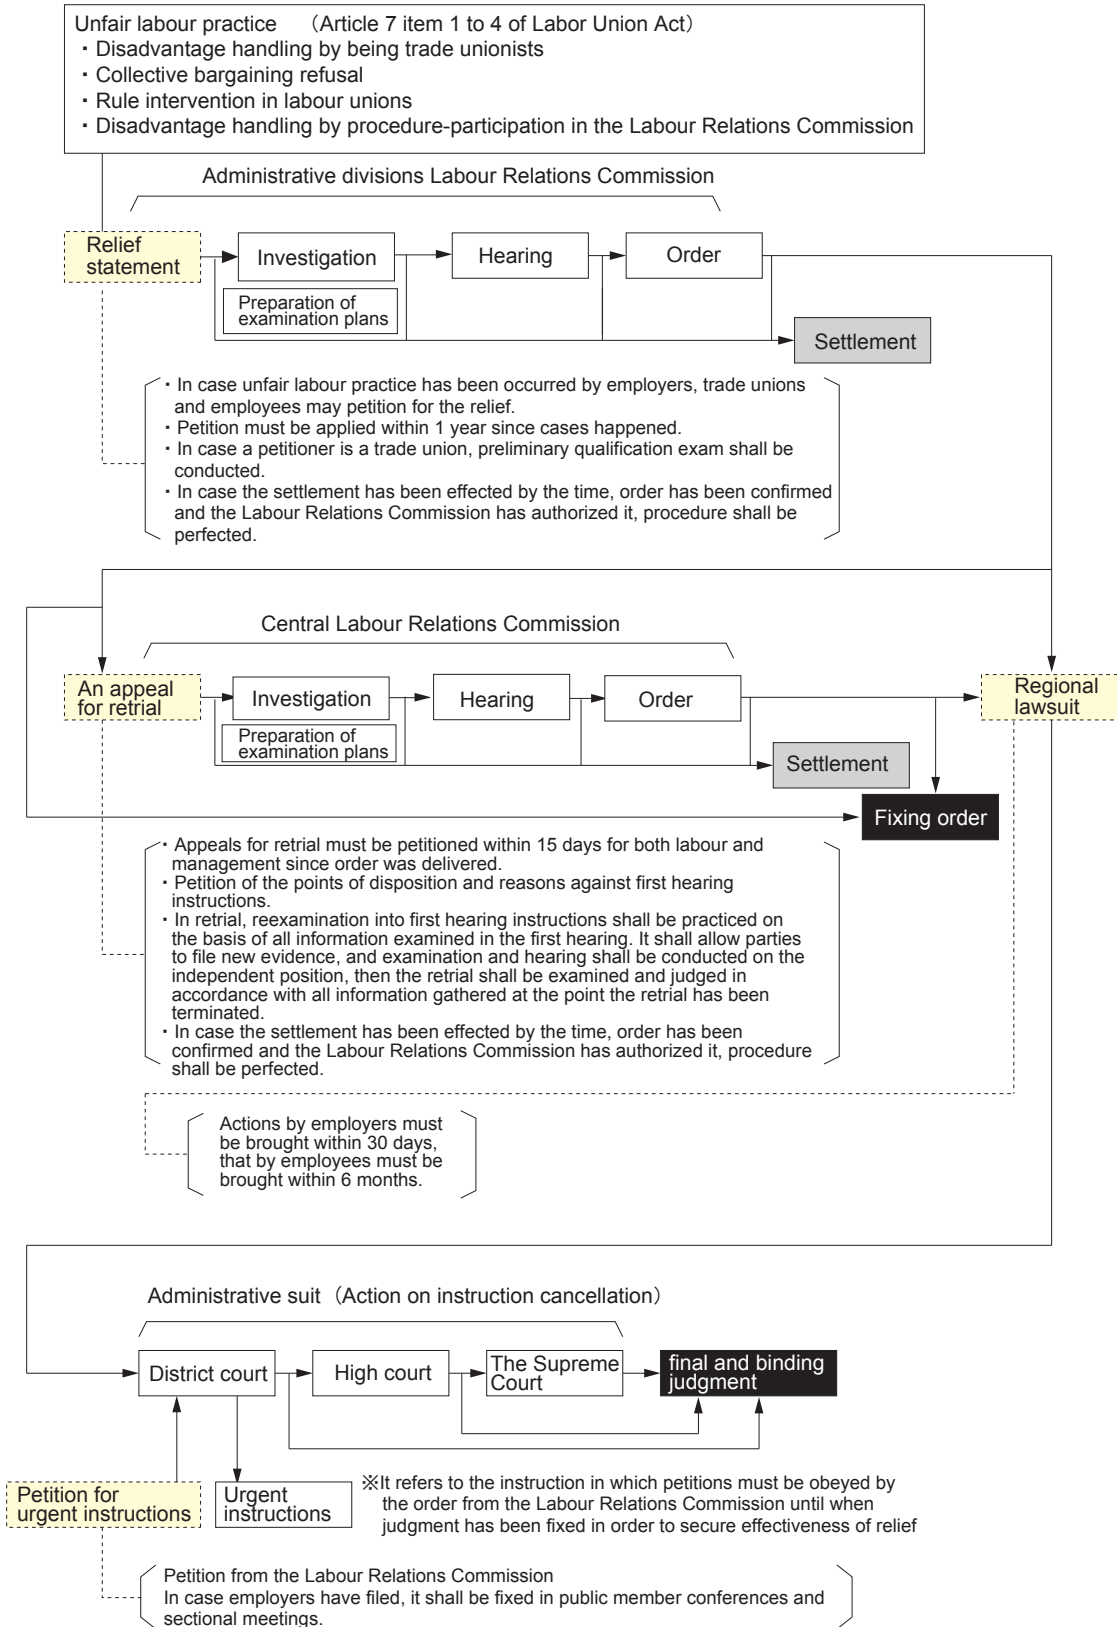 Unfair labour practice （Article 7 item 1 to 4 of Labor Union Act）
・Disadvantage handling by being trade unionists
・Collective bargaining refusal
・Rule intervention in labour unions
・Disadvantage handling by procedure-participation in the Labour Relations Commission
Administrative divisions Labour Relations Commission
Relief
statement
Investigation
Hearing
Order
Preparation of
examination plans
Settlement
・In case unfair labour practice has been occurred by employers, trade unions
and employees may petition for the relief.
・Petition must be applied within 1 year since cases happened.
・In case a petitioner is a trade union, preliminary qualification exam shall be
conducted.
・In case the settlement has been effected by the time, order has been confirmed
and the Labour Relations Commission has authorized it, procedure shall be
perfected.
Central Labour Relations Commission
An appeal
for retrial
Investigation
Hearing
Order
Regional
lawsuit
Preparation of
examination plans
Settlement
Fixing order
・Appeals for retrial must be petitioned within 15 days for both labour and
management since order was delivered.
・Petition of the points of disposition and reasons against first hearing
instructions.
・In retrial, reexamination into first hearing instructions shall be practiced on
the basis of all information examined in the first hearing. It shall allow parties
to file new evidence, and examination and hearing shall be conducted on the
independent position, then the retrial shall be examined and judged in
accordance with all information gathered at the point the retrial has been
terminated.
・In case the settlement has been effected by the time, order has been
confirmed and the Labour Relations Commission has authorized it, procedure
shall be perfected.
Actions by employers must
be brought within 30 days,
that by employees must be
brought within 6 months.
Administrative suit（Action on instruction cancellation）
District court
High court
The Supreme
Court
final and binding
judgment
Petition for
urgent instructions
Urgent
instructions
※It refers to the instruction in which petitions must be obeyed by
the order from the Labour Relations Commission until when
judgment has been fixed in order to secure effectiveness of relief
Petition from the Labour Relations Commission
In case employers have filed, it shall be fixed in public member conferences and
sectional meetings.